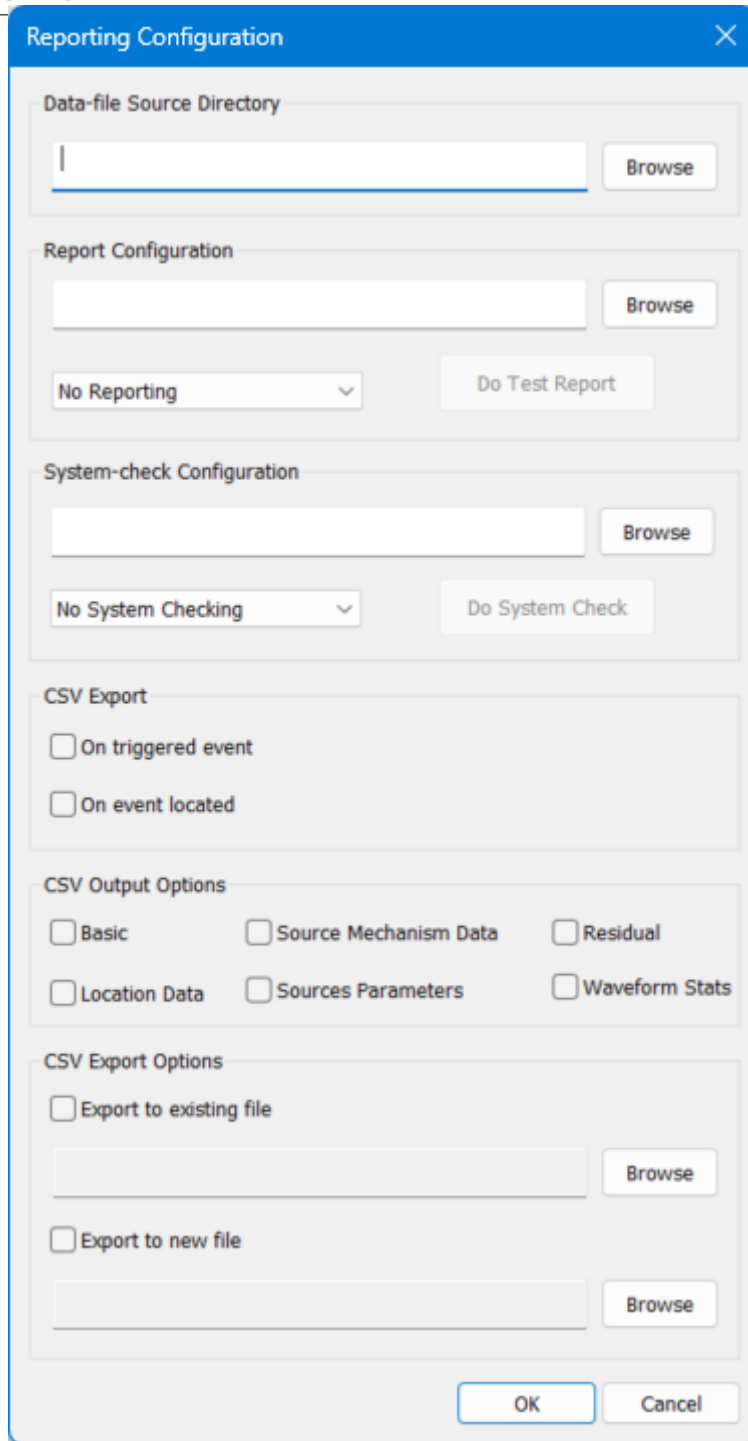 Reporting Configuration
Data-file Source Directory
Browse
Report Configuration
Browse
No Reporting
Do Test Report
System-check Configuration
Browse
No System Checking
Do System Check
CSV Export
On triggered event
On event located
CSV Output Options
Basic Source Mechanism Data Residual
Location Data Sources Parameters Waveform Stats
CSV Export Options
Export to existing file
Browse
Export to new file
Browse
OK Cancel